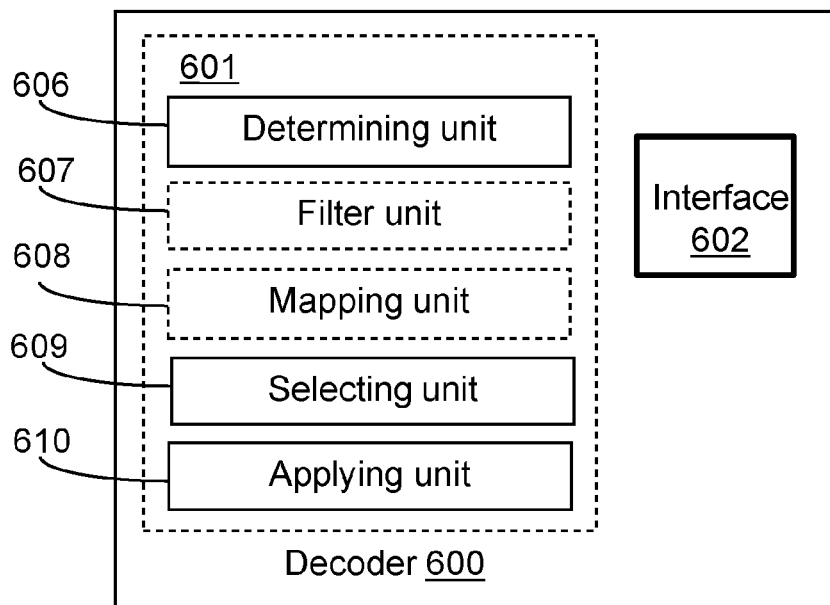 601
606
Determining unit
607
Filter unit
Interface
602
608
Mapping unit
609
Selecting unit
610
Applying unit
Decoder 600